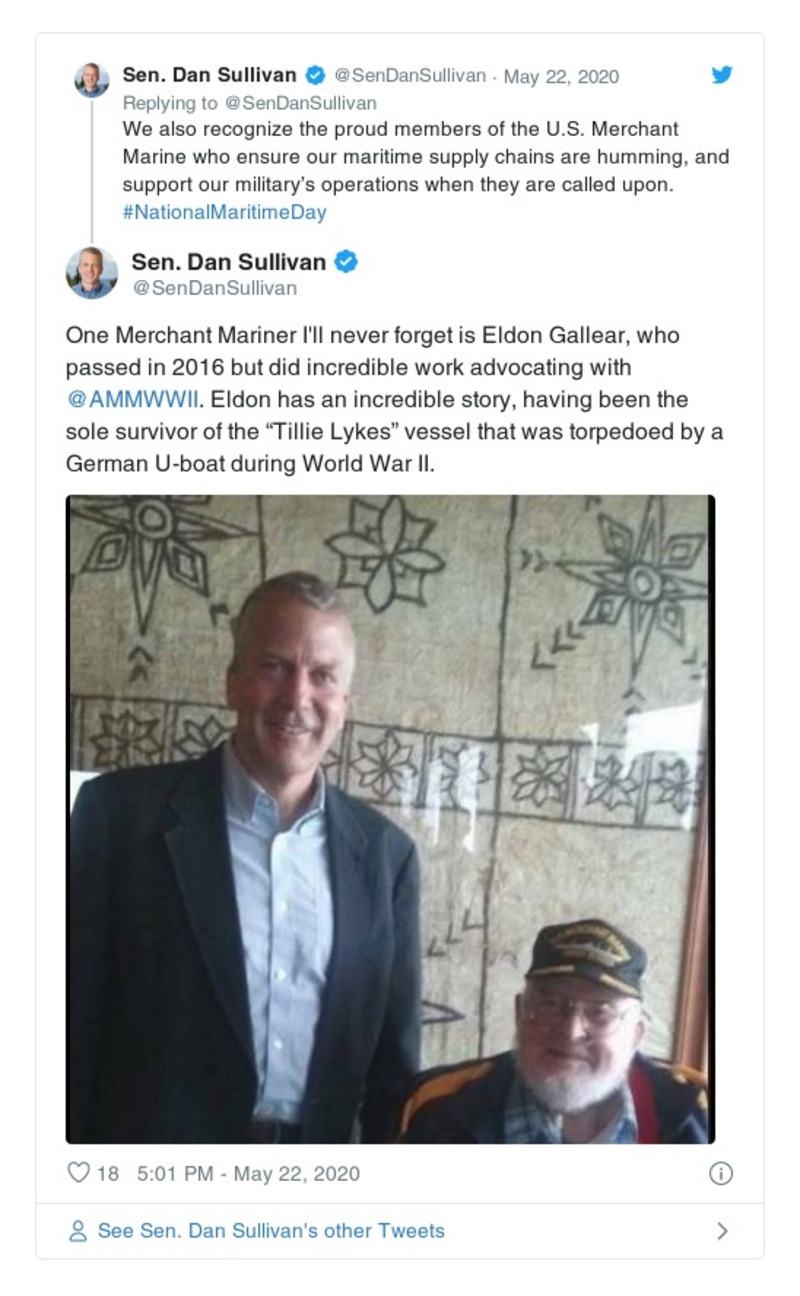 Sen. Dan Sullivan @SenDanSullivan · May 22, 2020
Replying to @SenDanSullivan
We also recognize the proud members of the U.S. Merchant
Marine who ensure our maritime supply chains are humming, and
support our military’s operations when they are called upon.
#NationalMaritimeDay
Sen. Dan Sullivan
@SenDanSullivan
One Merchant Mariner I'll never forget is Eldon Gallear, who
passed in 2016 but did incredible work advocating with
@AMMWWII. Eldon has an incredible story, having been the
sole survivor of the “Tillie Lykes” vessel that was torpedoed by a
German U-boat during World War II.
18 5:01 PM - May 22, 2020
See Sen. Dan Sullivan's other Tweets